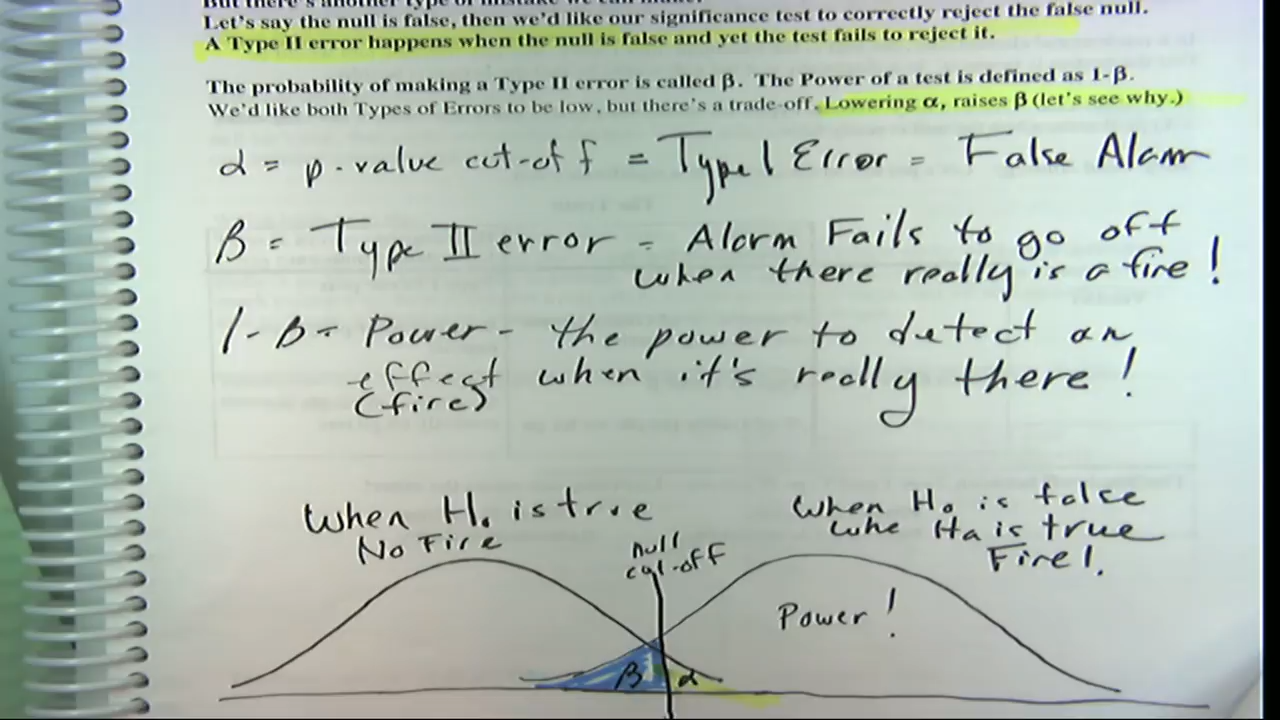 Let's say the null is false, then we'd like our significance test to correctly reject the false null.
A Type II error happens when the null is false and yet the test fails to reject it.
The probability of making a Type II error is called β. The Power of a test is defined as 1-β.
We'd like both Types of Errors to be low, but there's a trade-off. Lowering α, raises β (let's see why.)
α = p-value cut-off = Type I Error = False Alarm
β = Type II error - Alarm Fails to go off
when there really is a fire!
1-β = Power - the power to detect an
effect when it's really there!
(fire)
When H₀ is true
No Fire
When H₀ is false
whe Ha is true
Fire!
null
cut-off
Power!
β α